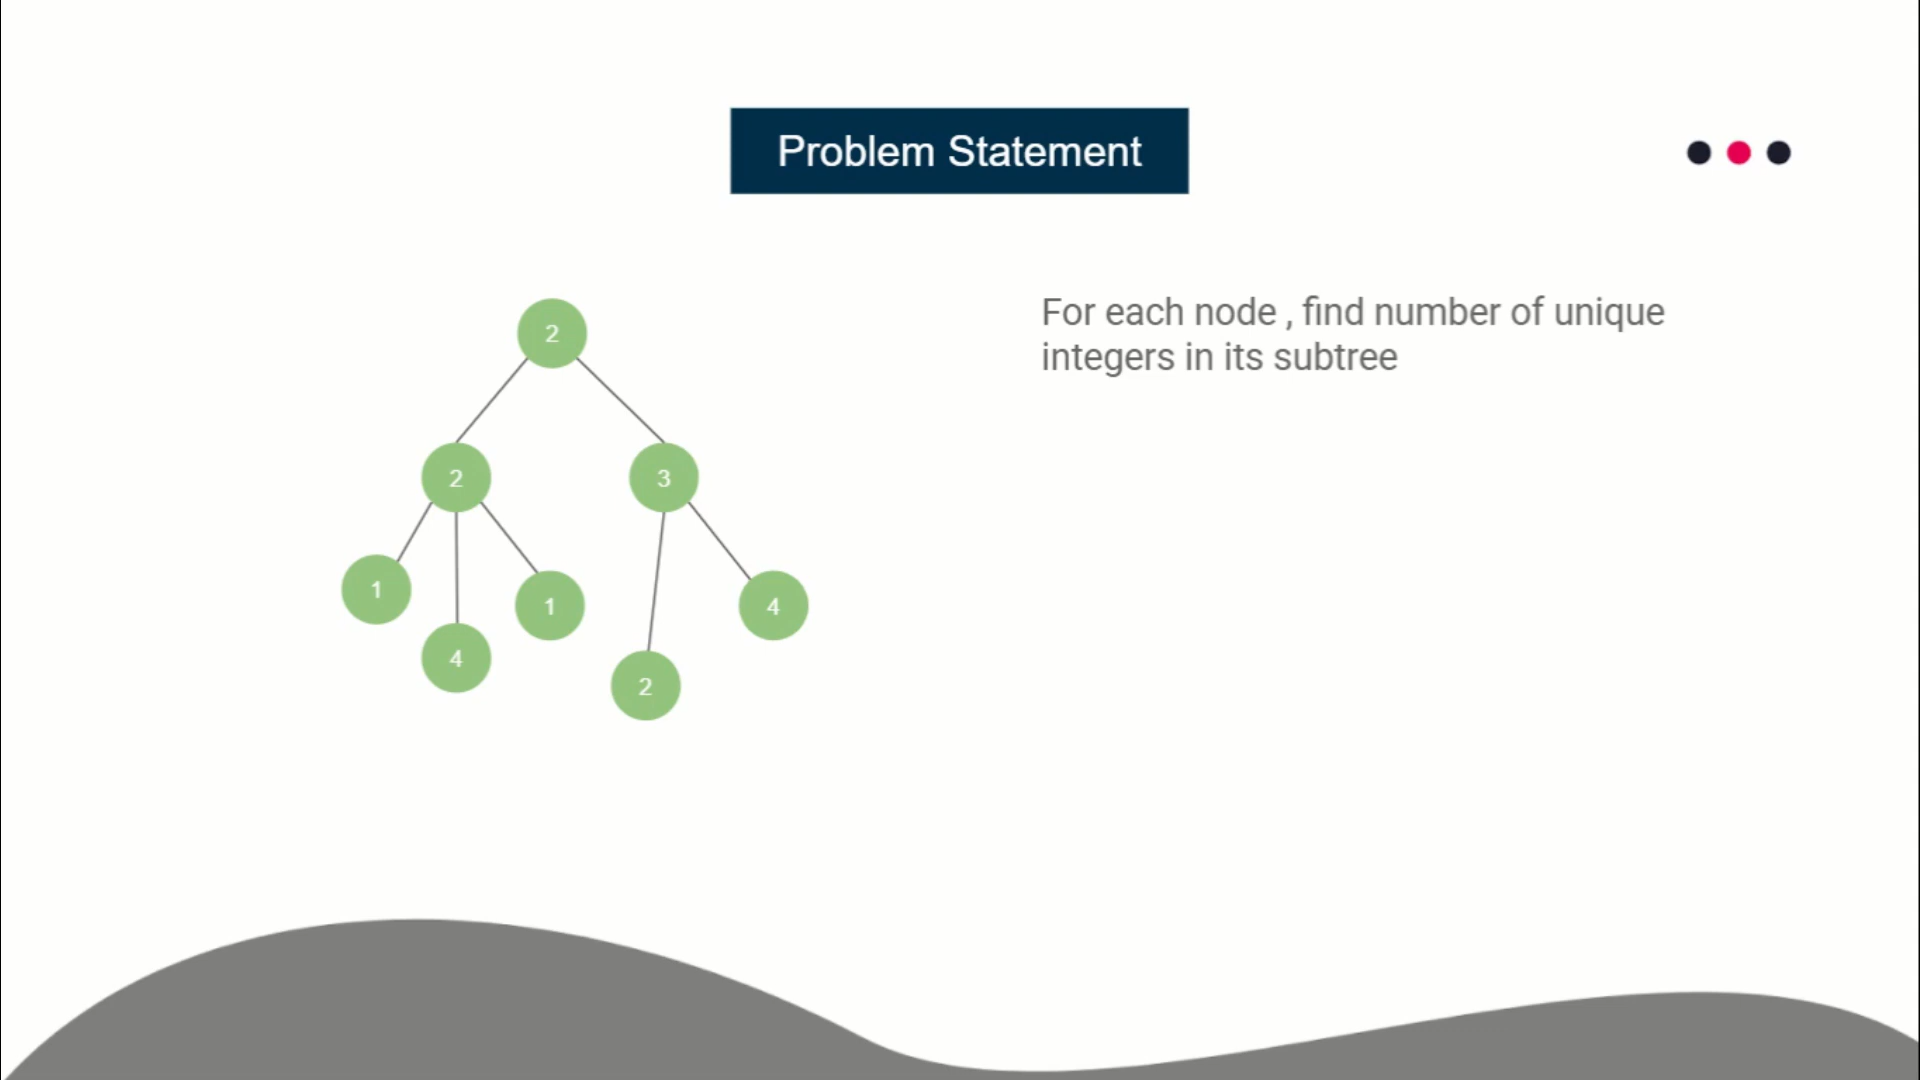 Problem Statement
For each node , find number of unique
integers in its subtree
2
2
3
1
4
1
2
4